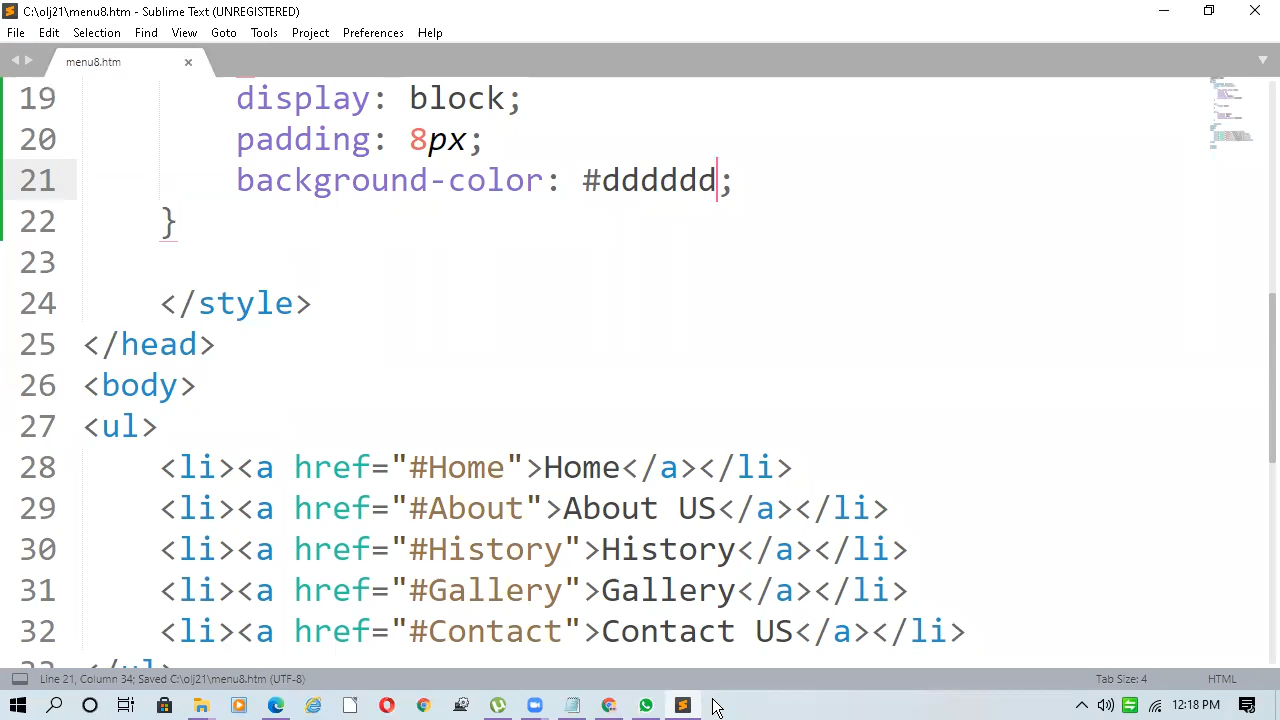 C:\olj21\menu8.htm - Sublime Text (UNREGISTERED)
File Edit Selection Find View Goto Tools Project Preferences Help
menu8.htm
19 display: block;
20 padding: 8px;
21 background-color: #dddddd;
22 }
23
24 </style>
25 </head>
26 <body>
27 <ul>
28 <li><a href="#Home">Home</a></li>
29 <li><a href="#About">About US</a></li>
30 <li><a href="#History">History</a></li>
31 <li><a href="#Gallery">Gallery</a></li>
32 <li><a href="#Contact">Contact US</a></li>
33 </ul>
Line 21, Column 34; Saved C:\olj21\menu8.htm (UTF-8) Tab Size: 4 HTML
12:18 PM